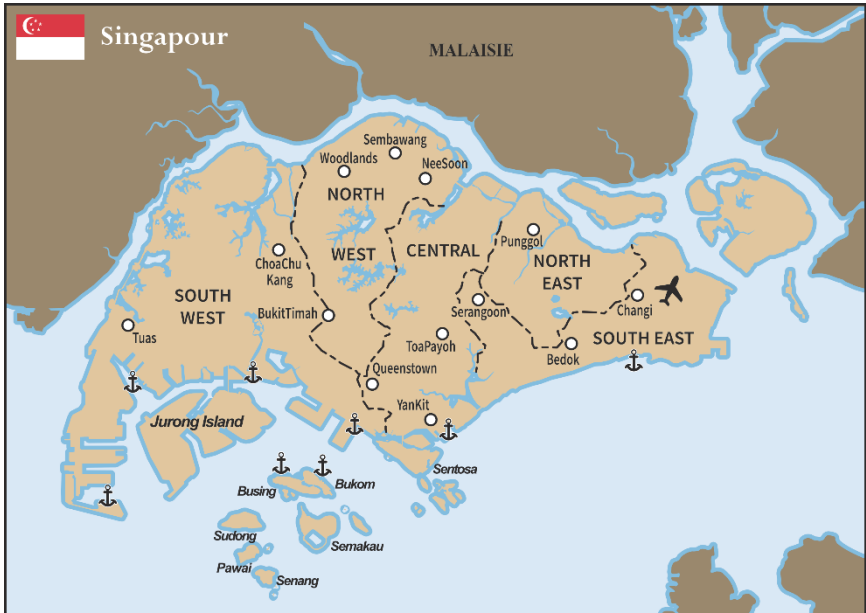 Singapour
MALAISIE
Sembawang
Woodlands
NeeSoon
NORTH
WEST
CENTRAL
Punggol
NORTH
EAST
ChoaChu
Kang
SOUTH
WEST
BukitTimah
Serangoon
Changi
Tuas
ToaPayoh
SOUTH EAST
Bedok
Queenstown
YanKit
Jurong Island
Sentosa
Busing
Bukom
Sudong
Semakau
Pawai
Senang